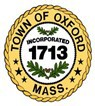 TOWN OF OXFORD
INCORPORATED
1713
MASS.